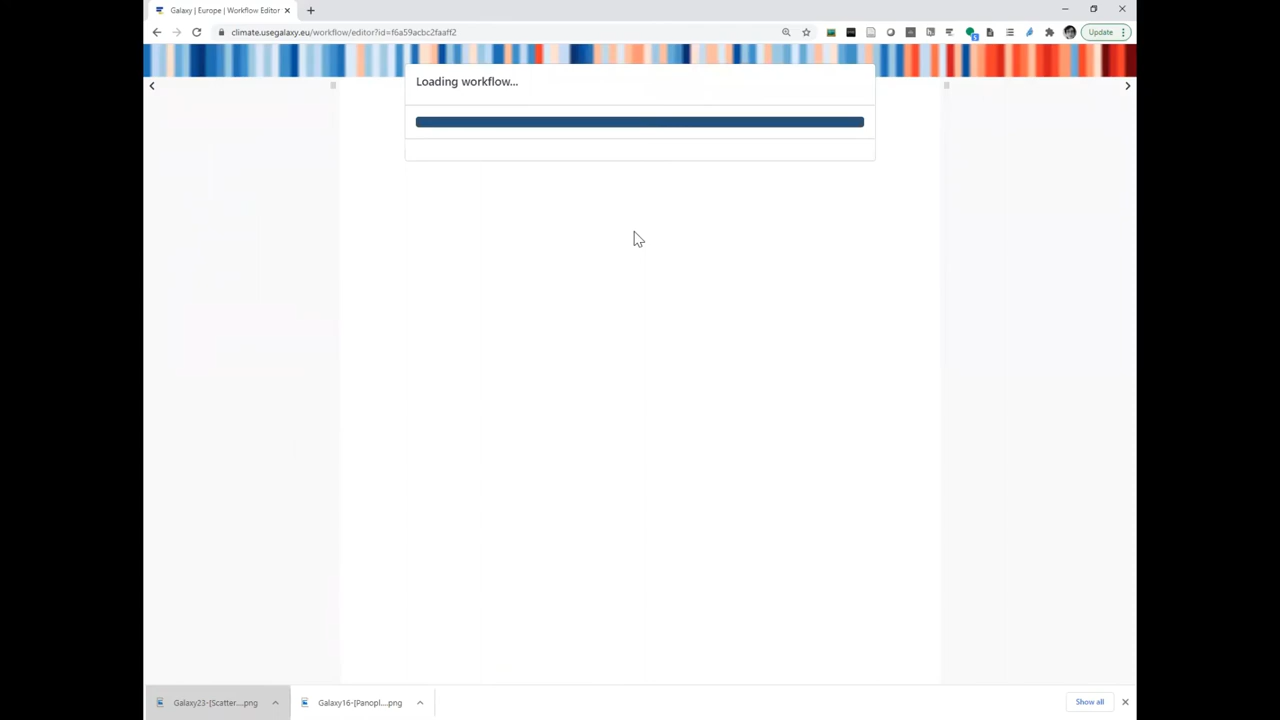 Galaxy | Europe | Workflow Editor
climate.usegalaxy.eu/workflow/editor?id=f6a59acbc2faaff2
Update
Loading workflow...
Galaxy23-[Scatter....png
Galaxy16-[Panopl....png
Show all